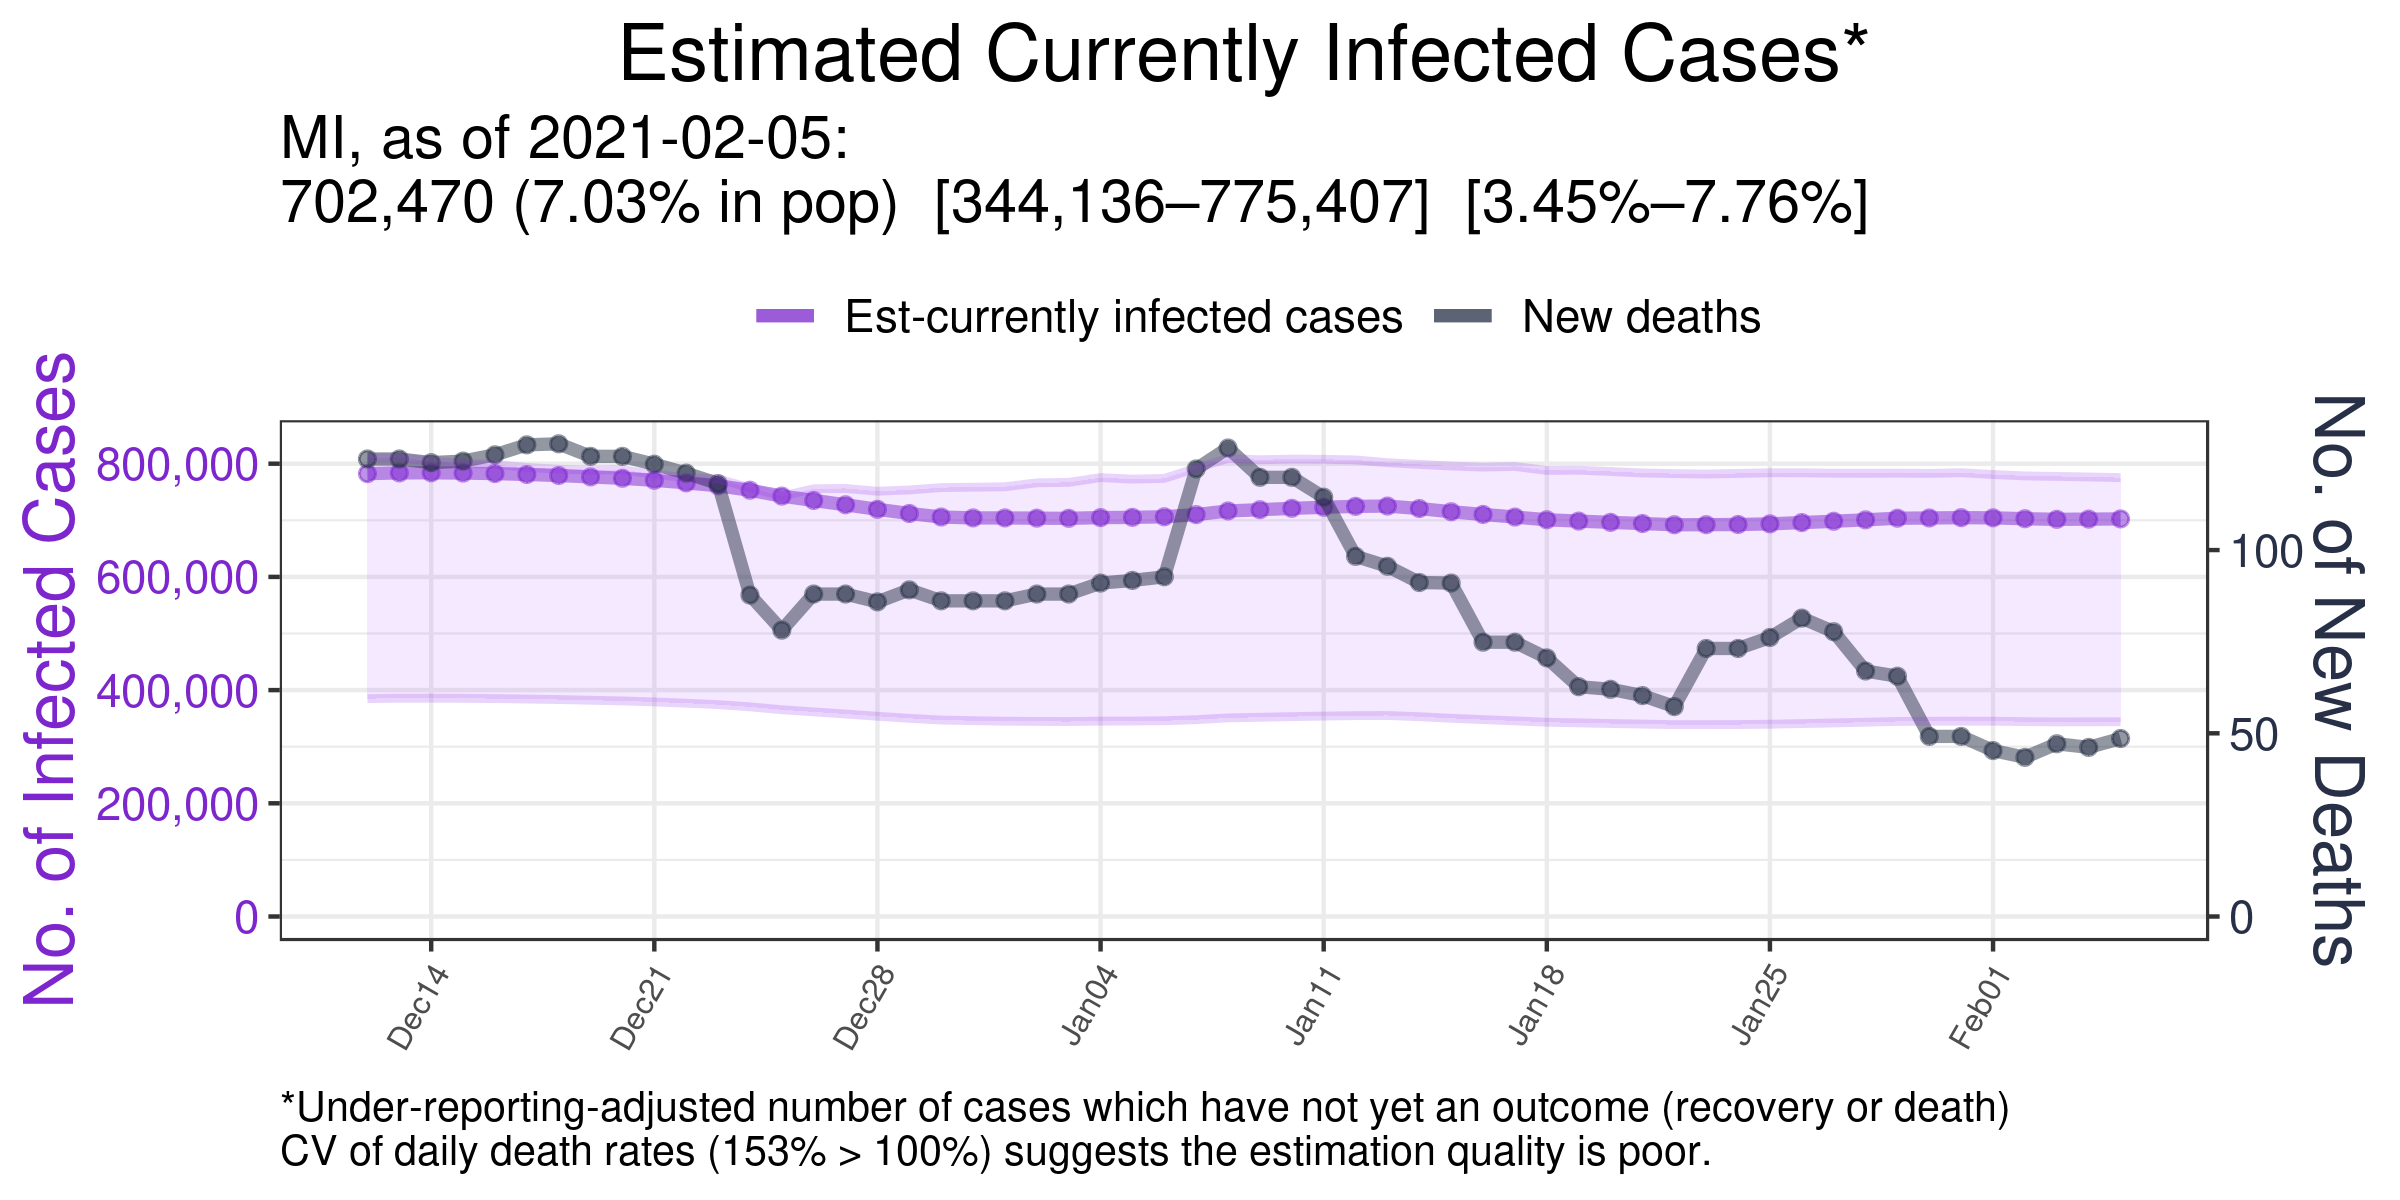 Estimated Currently Infected Cases*
MI, as of 2021-02-05:
702,470 (7.03% in pop)  [344,136–775,407]  [3.45%–7.76%]
Est-currently infected cases
New deaths
No. of Infected Cases
800,000
600,000
400,000
200,000
0
No. of New Deaths
100
50
0
Dec14
Dec21
Dec28
Jan04
Jan11
Jan18
Jan25
Feb01
*Under-reporting-adjusted number of cases which have not yet an outcome (recovery or death)
CV of daily death rates (153% > 100%) suggests the estimation quality is poor.